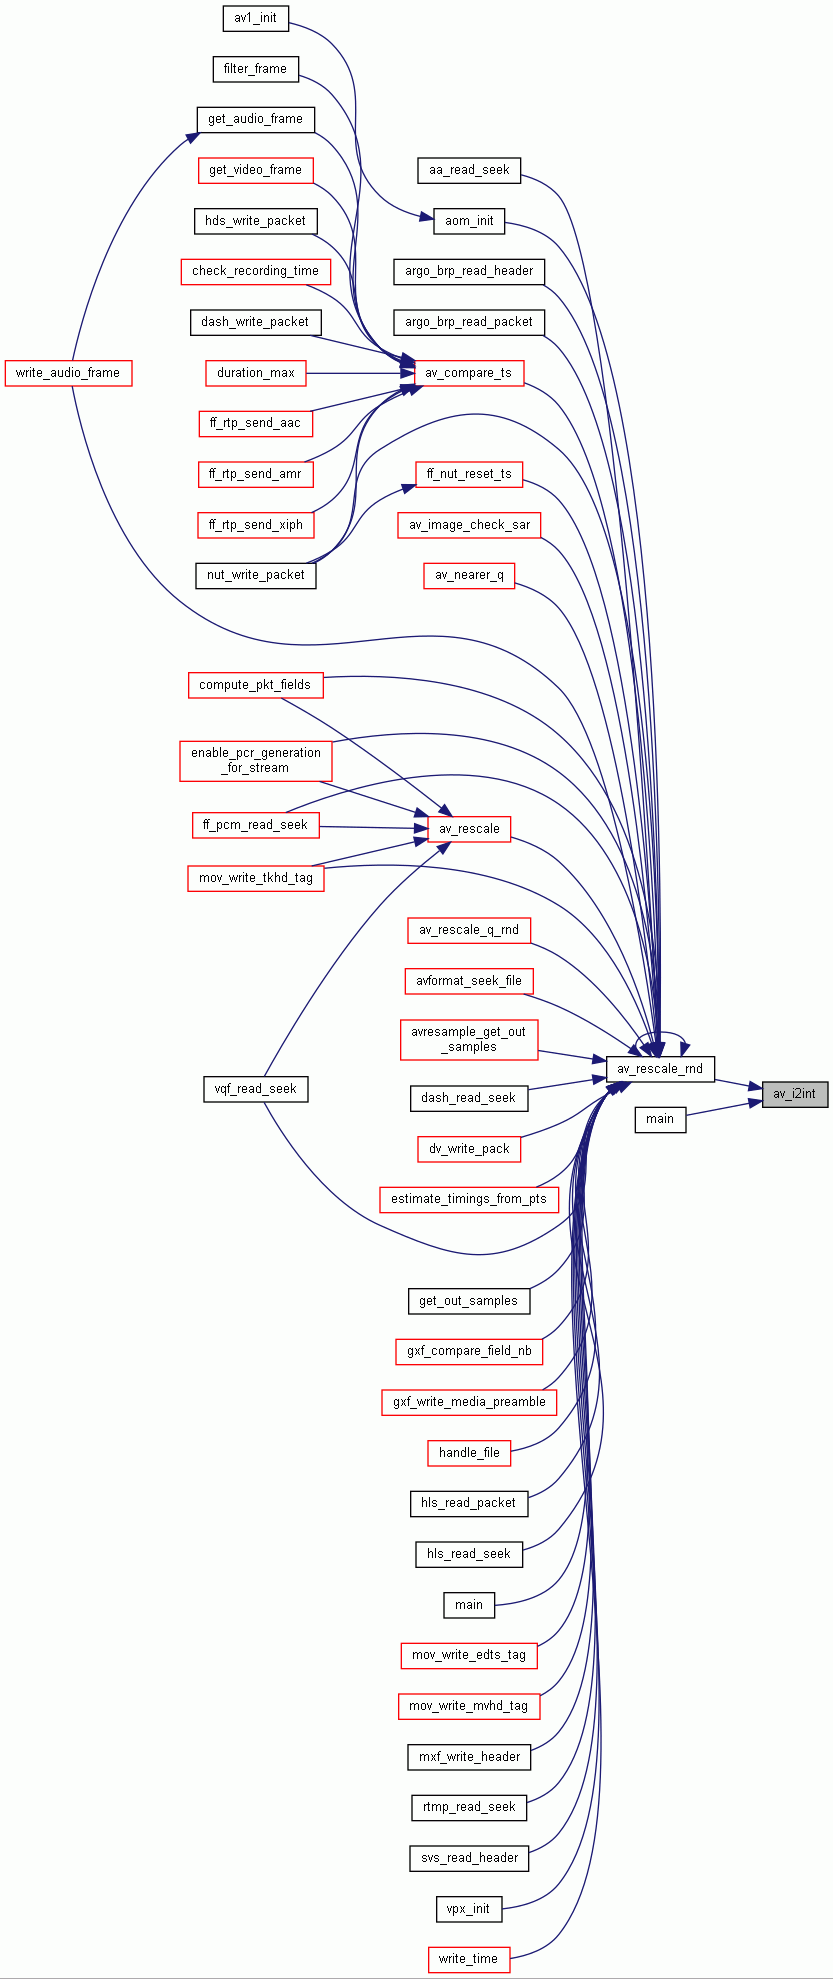 av1_init
filter_frame
get_audio_frame
get_video_frame
aa_read_seek
hds_write_packet
aom_init
check_recording_time
argo_brp_read_header
dash_write_packet
argo_brp_read_packet
write_audio_frame
duration_max
av_compare_ts
ff_rtp_send_aac
ff_rtp_send_amr
ff_nut_reset_ts
ff_rtp_send_xiph
av_image_check_sar
nut_write_packet
av_nearer_q
compute_pkt_fields
enable_pcr_generation
_for_stream
ff_pcm_read_seek
av_rescale
mov_write_tkhd_tag
av_rescale_q_rnd
avformat_seek_file
avresample_get_out
_samples
av_rescale_rnd
vqf_read_seek
dash_read_seek
av_i2int
main
dv_write_pack
estimate_timings_from_pts
get_out_samples
gxf_compare_field_nb
gxf_write_media_preamble
handle_file
hls_read_packet
hls_read_seek
main
mov_write_edts_tag
mov_write_mvhd_tag
mxf_write_header
rtmp_read_seek
svs_read_header
vpx_init
write_time